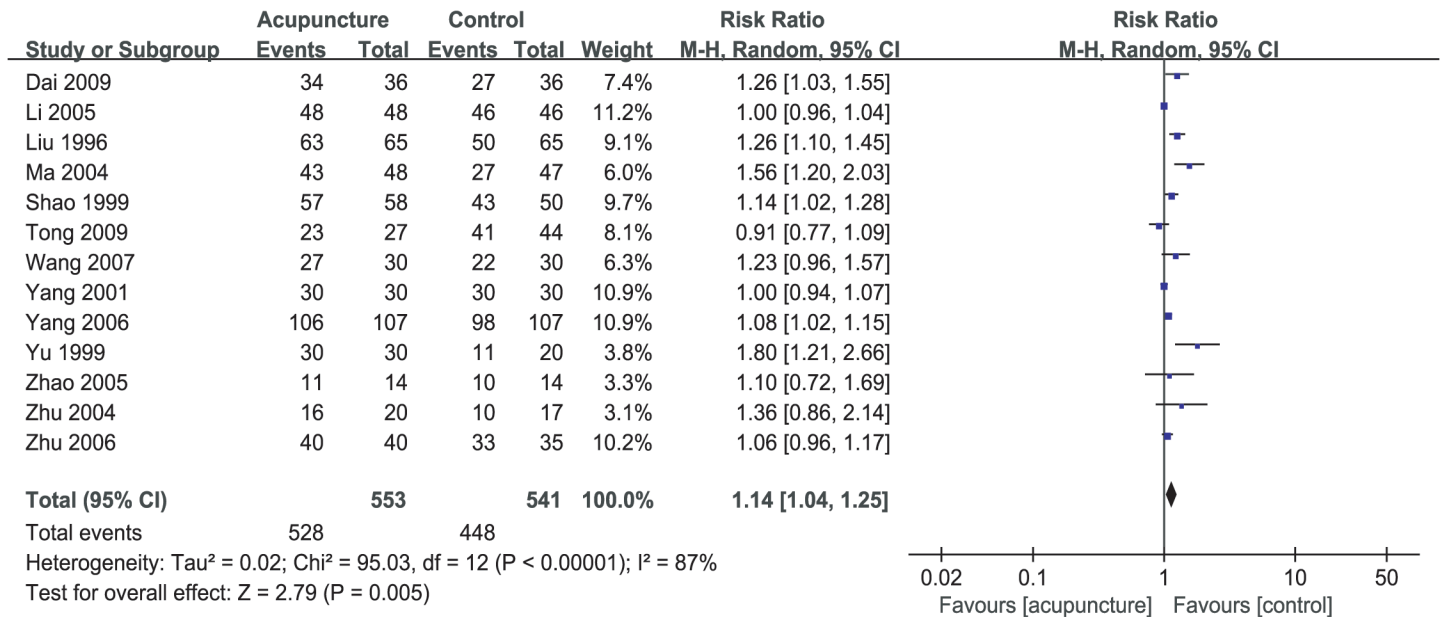 Acupuncture Control Risk Ratio Risk Ratio
Study or Subgroup Events Total Events Total Weight M-H, Random, 95% CI M-H, Random, 95% CI
Dai 2009 34 36 27 36 7.4% 1.26 [1.03, 1.55]
Li 2005 48 48 46 46 11.2% 1.00 [0.96, 1.04]
Liu 1996 63 65 50 65 9.1% 1.26 [1.10, 1.45]
Ma 2004 43 48 27 47 6.0% 1.56 [1.20, 2.03]
Shao 1999 57 58 43 50 9.7% 1.14 [1.02, 1.28]
Tong 2009 23 27 41 44 8.1% 0.91 [0.77, 1.09]
Wang 2007 27 30 22 30 6.3% 1.23 [0.96, 1.57]
Yang 2001 30 30 30 30 10.9% 1.00 [0.94, 1.07]
Yang 2006 106 107 98 107 10.9% 1.08 [1.02, 1.15]
Yu 1999 30 30 11 20 3.8% 1.80 [1.21, 2.66]
Zhao 2005 11 14 10 14 3.3% 1.10 [0.72, 1.69]
Zhu 2004 16 20 10 17 3.1% 1.36 [0.86, 2.14]
Zhu 2006 40 40 33 35 10.2% 1.06 [0.96, 1.17]
Total (95% CI) 553 541 100.0% 1.14 [1.04, 1.25]
Total events 528 448
Heterogeneity: Tau² = 0.02; Chi² = 95.03, df = 12 (P < 0.00001); I² = 87%
Test for overall effect: Z = 2.79 (P = 0.005)
0.02 0.1 1 10 50
Favours [acupuncture] Favours [control]